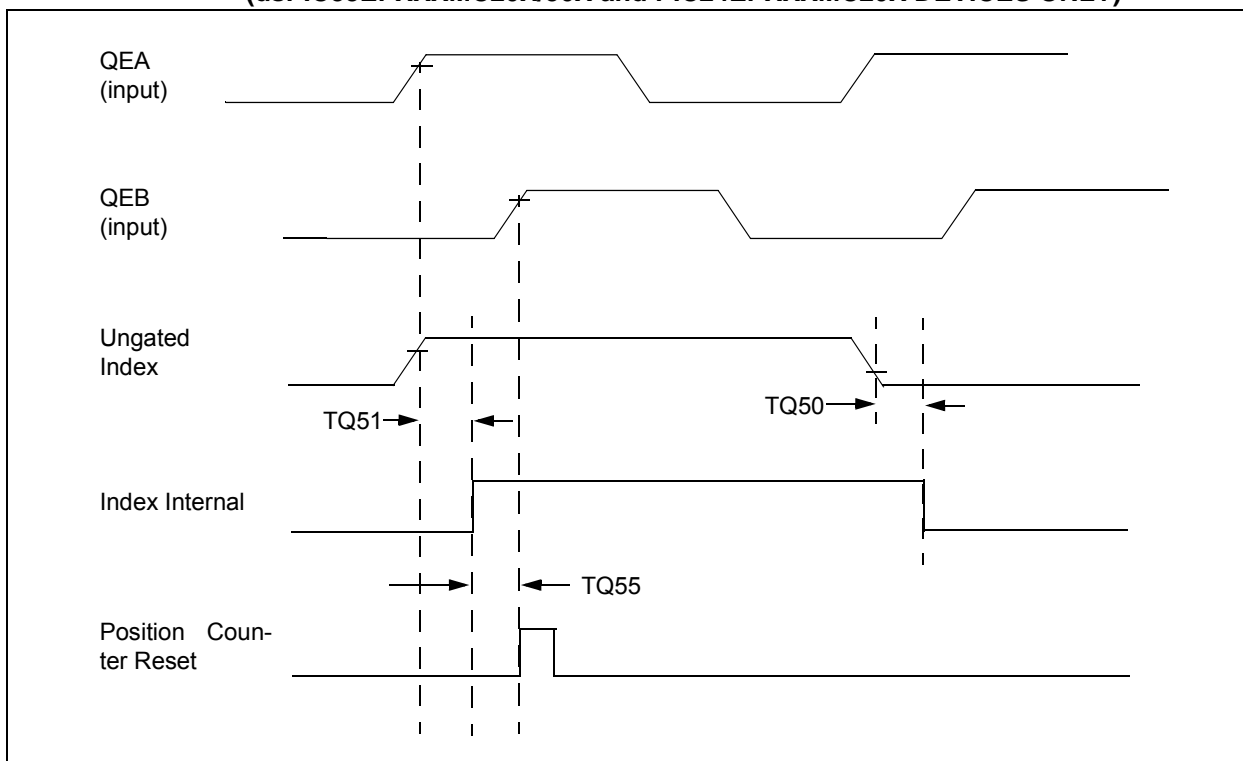 QEA
(input)
QEB
(input)
Ungated
Index
TQ51
TQ50
Index Internal
TQ55
Position Coun-
ter Reset